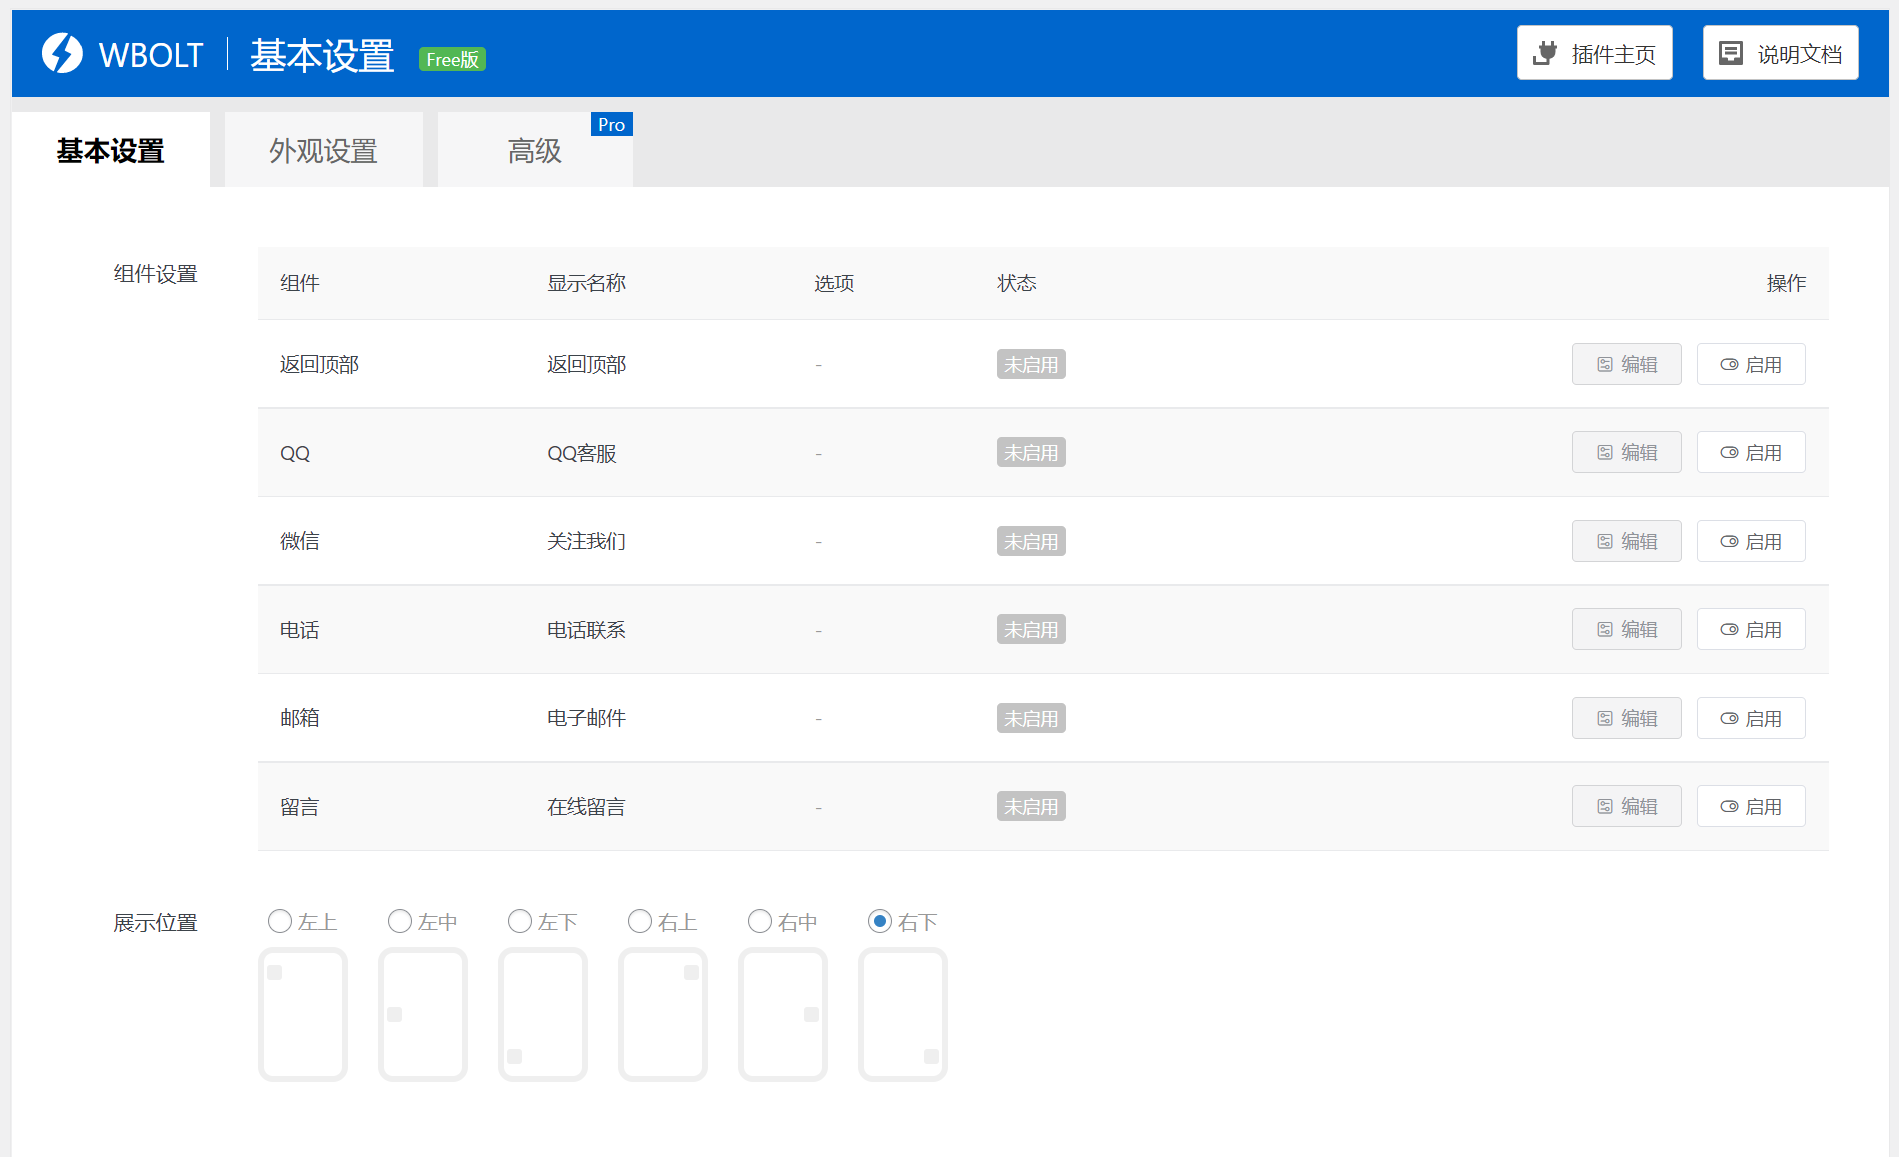 WBOLT 基本设置 Free版 插件主页 说明文档
基本设置 外观设置 高级 Pro
组件设置
组件 显示名称 选项 状态 操作
返回顶部 返回顶部 - 未启用 编辑 启用
QQ QQ客服 - 未启用 编辑 启用
微信 关注我们 - 未启用 编辑 启用
电话 电话联系 - 未启用 编辑 启用
邮箱 电子邮件 - 未启用 编辑 启用
留言 在线留言 - 未启用 编辑 启用
展示位置 左上 左中 左下 右上 右中 右下